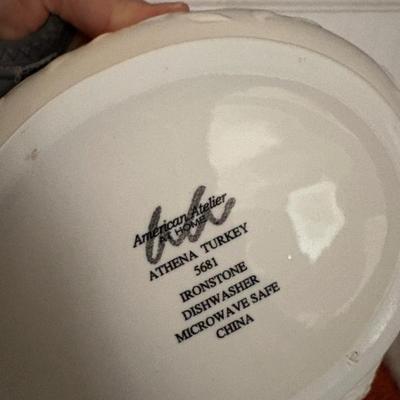 American Atelier
AT HOME
ATHENA TURKEY
5681
IRONSTONE
DISHWASHER
MICROWAVE SAFE
CHINA